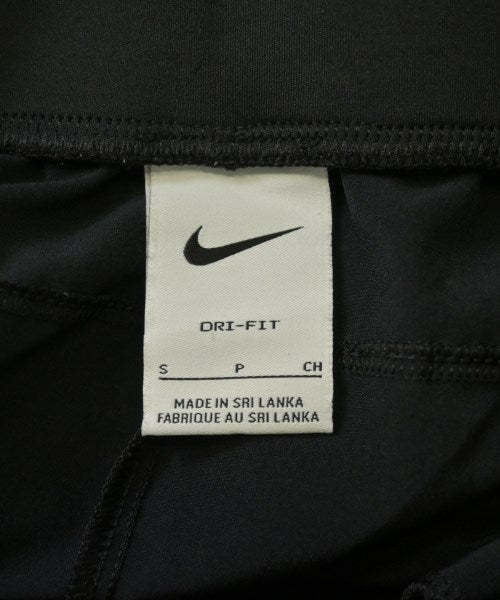 DRI-FIT
S P CH
MADE IN SRI LANKA
FABRIQUE AU SRI LANKA